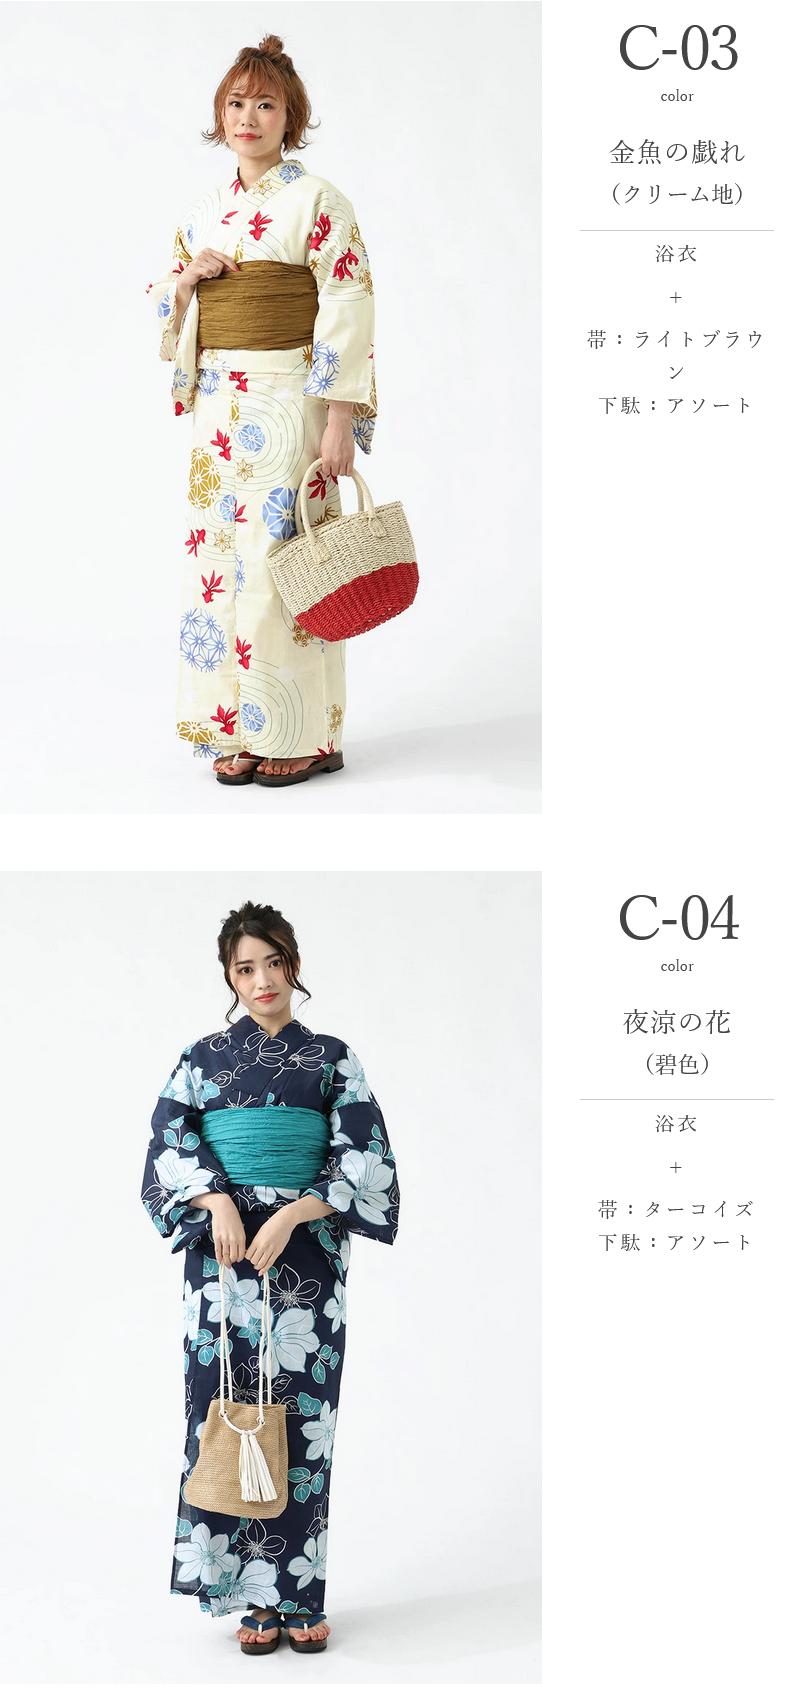 C-03
color
金魚の戯れ
（クリーム地）
浴衣
+
帯：ライトブラウ
ン
下駄：アソート
C-04
color
夜涼の花
（碧色）
浴衣
+
帯：ターコイズ
下駄：アソート